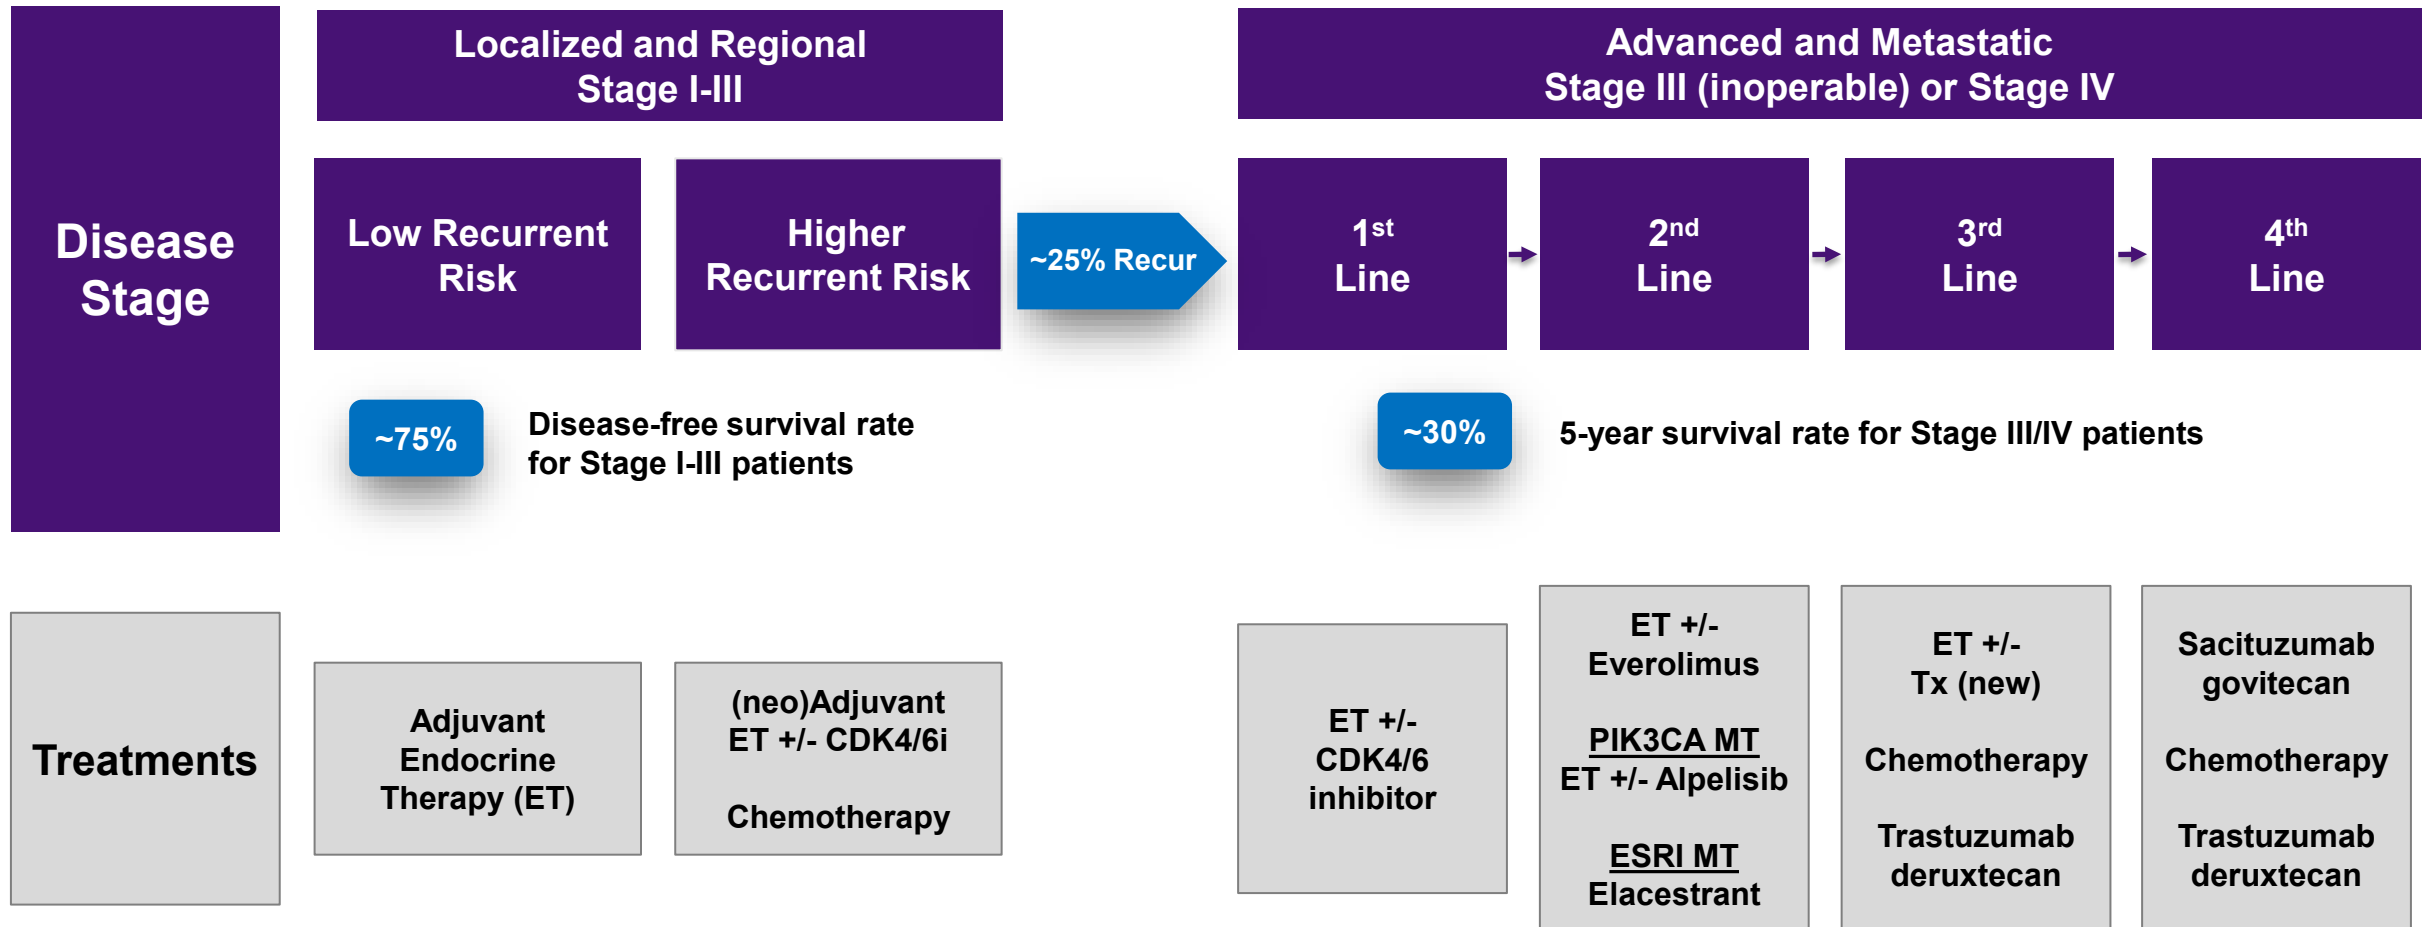 Disease
Stage
Localized and Regional
Stage I-III
Advanced and Metastatic
Stage III (inoperable) or Stage IV
Low Recurrent
Risk
Higher
Recurrent Risk
~25% Recur
1st
Line
2nd
Line
3rd
Line
4th
Line
~75%
Disease-free survival rate
for Stage I-III patients
~30%
5-year survival rate for Stage III/IV patients
Treatments
Adjuvant
Endocrine
Therapy (ET)
(neo)Adjuvant
ET +/- CDK4/6i
Chemotherapy
ET +/-
CDK4/6
inhibitor
ET +/-
Everolimus
PIK3CA MT
ET +/- Alpelisib
ESRI MT
Elacestrant
ET +/-
Tx (new)
Chemotherapy
Trastuzumab
deruxtecan
Sacituzumab
govitecan
Chemotherapy
Trastuzumab
deruxtecan